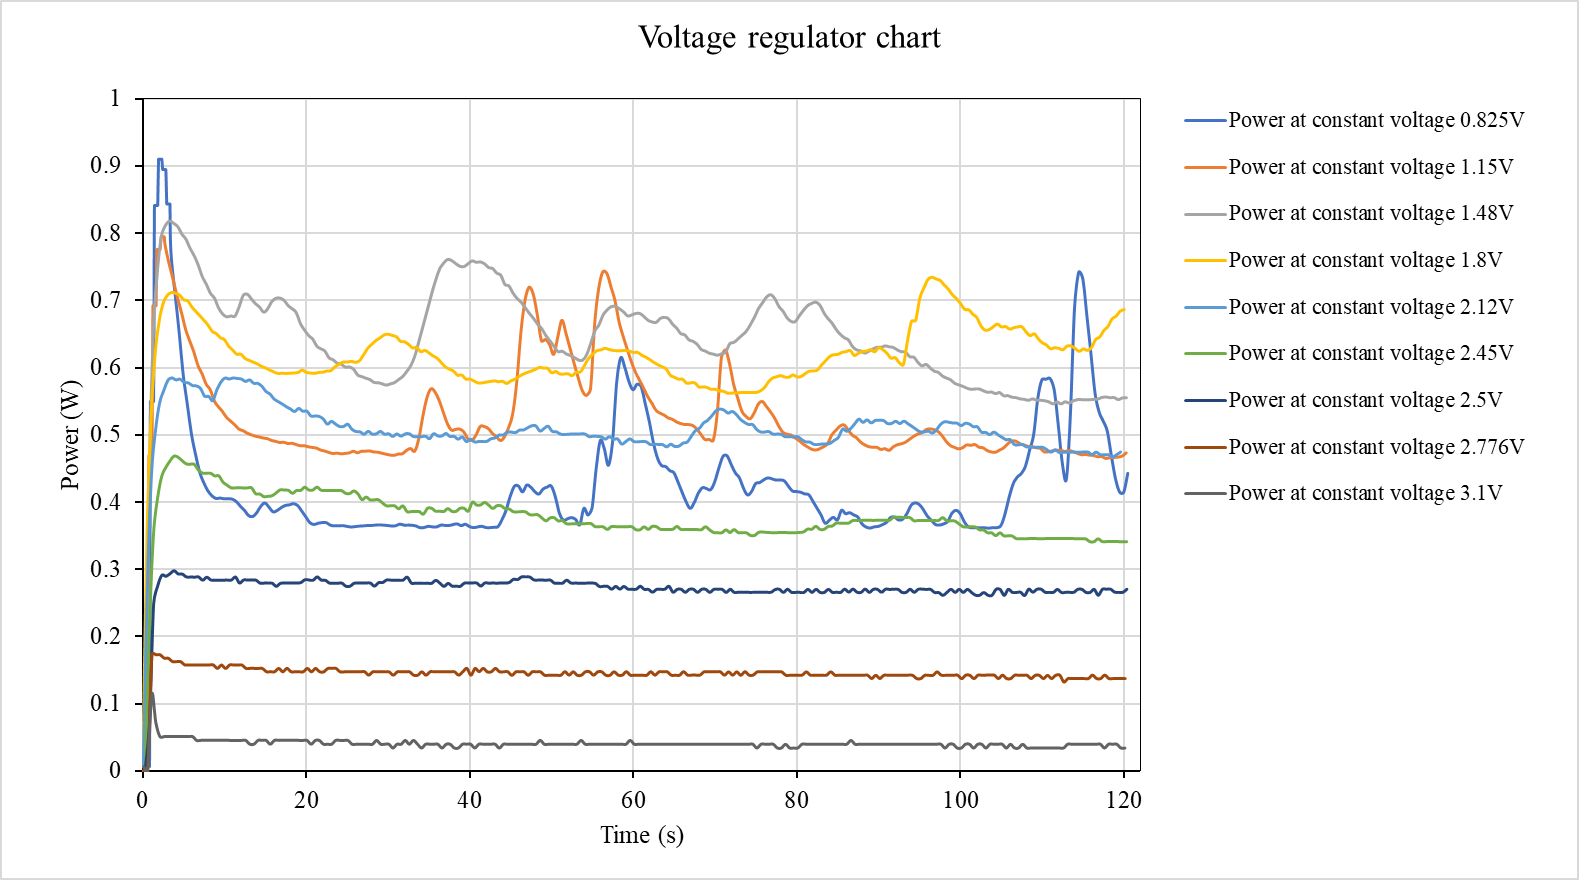 Voltage regulator chart
1
0.9
0.8
0.7
0.6
0.5
0.4
0.3
0.2
0.1
0
Power (W)
0 20 40 60 80 100 120
Time (s)
Power at constant voltage 0.825V
Power at constant voltage 1.15V
Power at constant voltage 1.48V
Power at constant voltage 1.8V
Power at constant voltage 2.12V
Power at constant voltage 2.45V
Power at constant voltage 2.5V
Power at constant voltage 2.776V
Power at constant voltage 3.1V